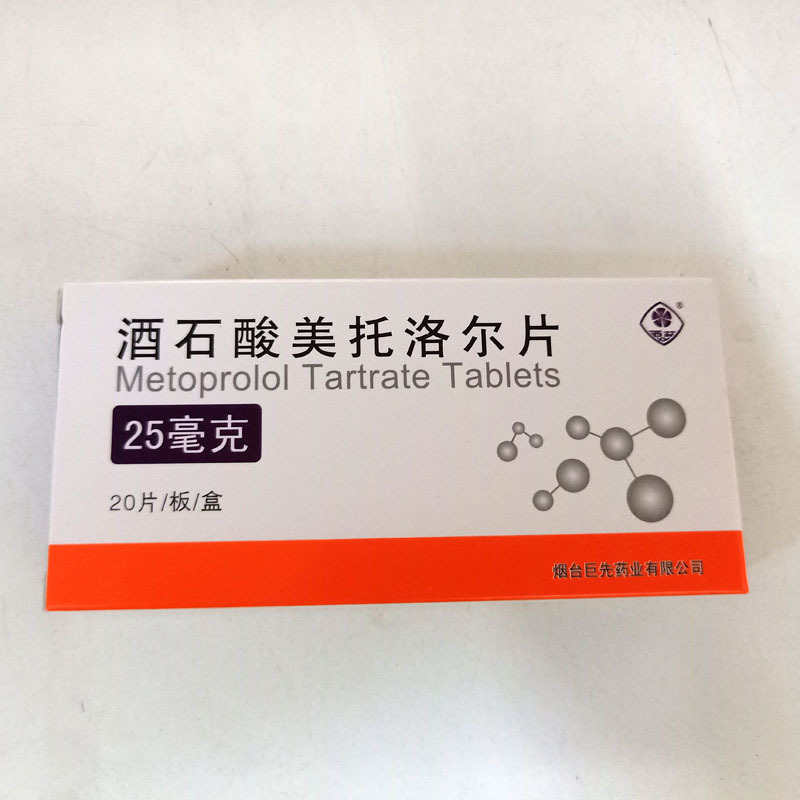 酒石酸美托洛尔片
Metoprolol Tartrate Tablets
25毫克
20片/板/盒
烟台巨先药业有限公司
®